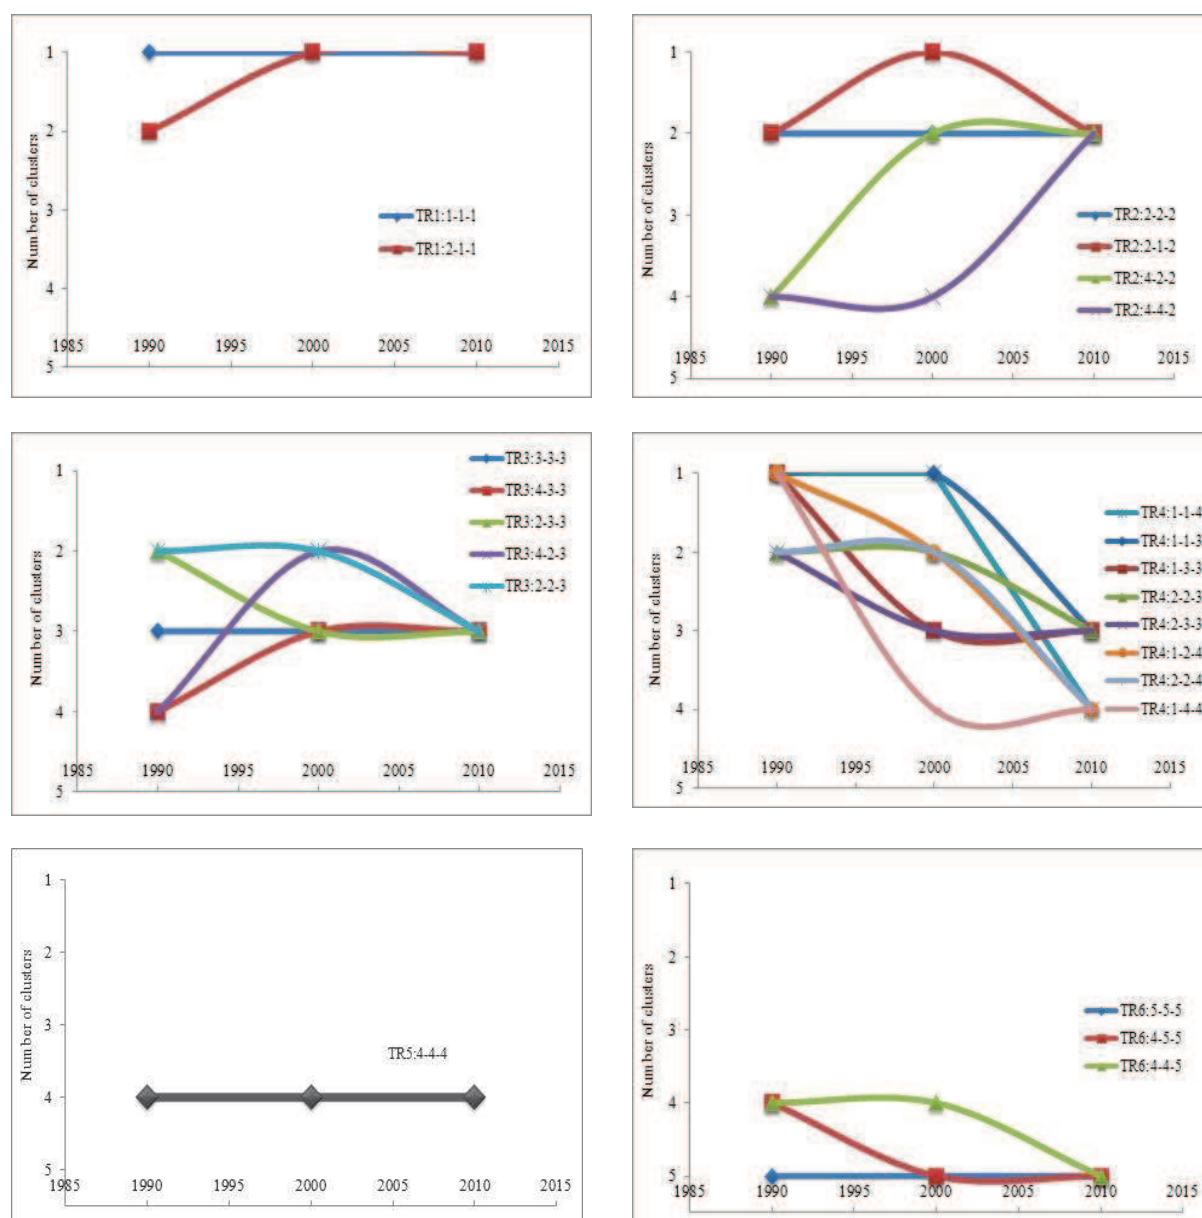 Number of clusters
1
2
3
4
5
1985 1990 1995 2000 2005 2010 2015
TR1:1-1-1
TR1:2-1-1
Number of clusters
1
2
3
4
5
1985 1990 1995 2000 2005 2010 2015
TR2:2-2-2
TR2:2-1-2
TR2:4-2-2
TR2:4-4-2
Number of clusters
1
2
3
4
5
1985 1990 1995 2000 2005 2010 2015
TR3:3-3-3
TR3:4-3-3
TR3:2-3-3
TR3:4-2-3
TR3:2-2-3
Number of clusters
1
2
3
4
5
1985 1990 1995 2000 2005 2010 2015
TR4:1-1-4
TR4:1-1-3
TR4:1-3-3
TR4:2-2-3
TR4:2-3-3
TR4:1-2-4
TR4:2-2-4
TR4:1-4-4
Number of clusters
1
2
3
4
5
1985 1990 1995 2000 2005 2010 2015
TR5:4-4-4
Number of clusters
1
2
3
4
5
1985 1990 1995 2000 2005 2010 2015
TR6:5-5-5
TR6:4-5-5
TR6:4-4-5